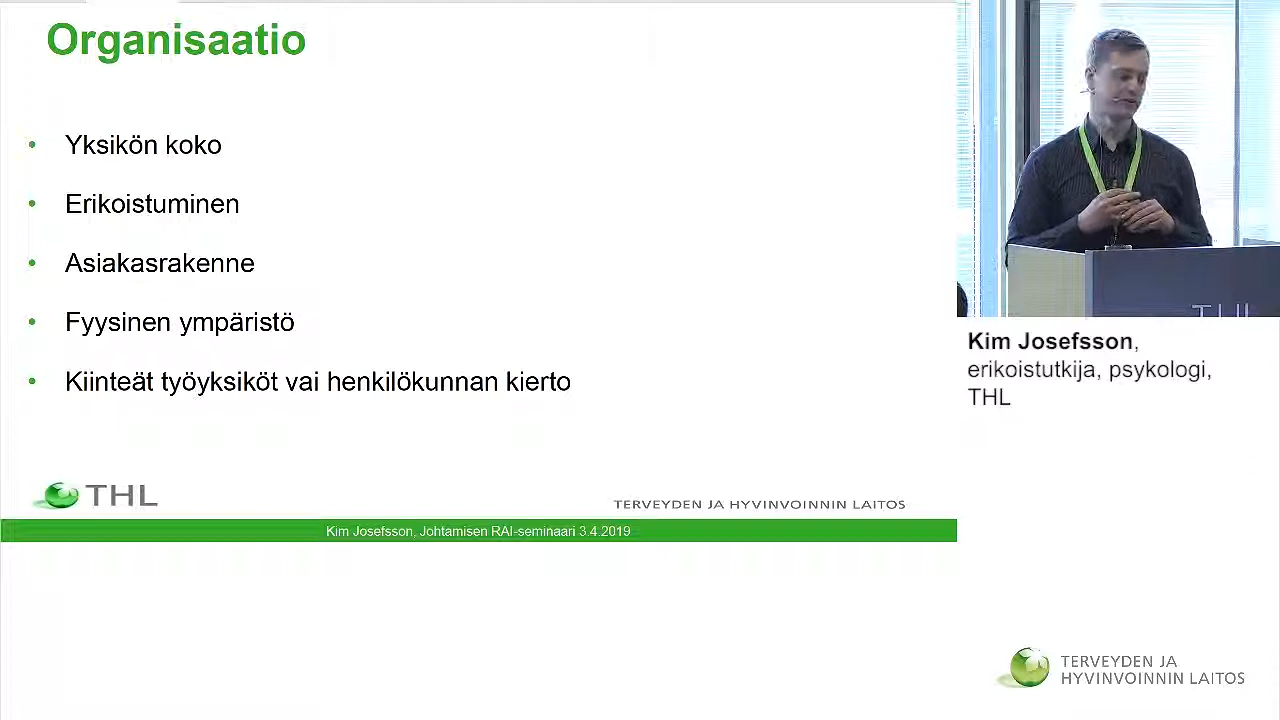 Organisaatio
• Yksikön koko
• Erikoistuminen
• Asiakasrakenne
• Fyysinen ympäristö
• Kiinteät työyksiköt vai henkilökunnan kierto
THL
TERVEYDEN JA HYVINVOINNIN LAITOS
Kim Josefsson, Johtamisen RAI-seminaari 3.4.2019
THL
Kim Josefsson,
erikoistutkija, psykologi,
THL
TERVEYDEN JA
HYVINVOINNIN LAITOS